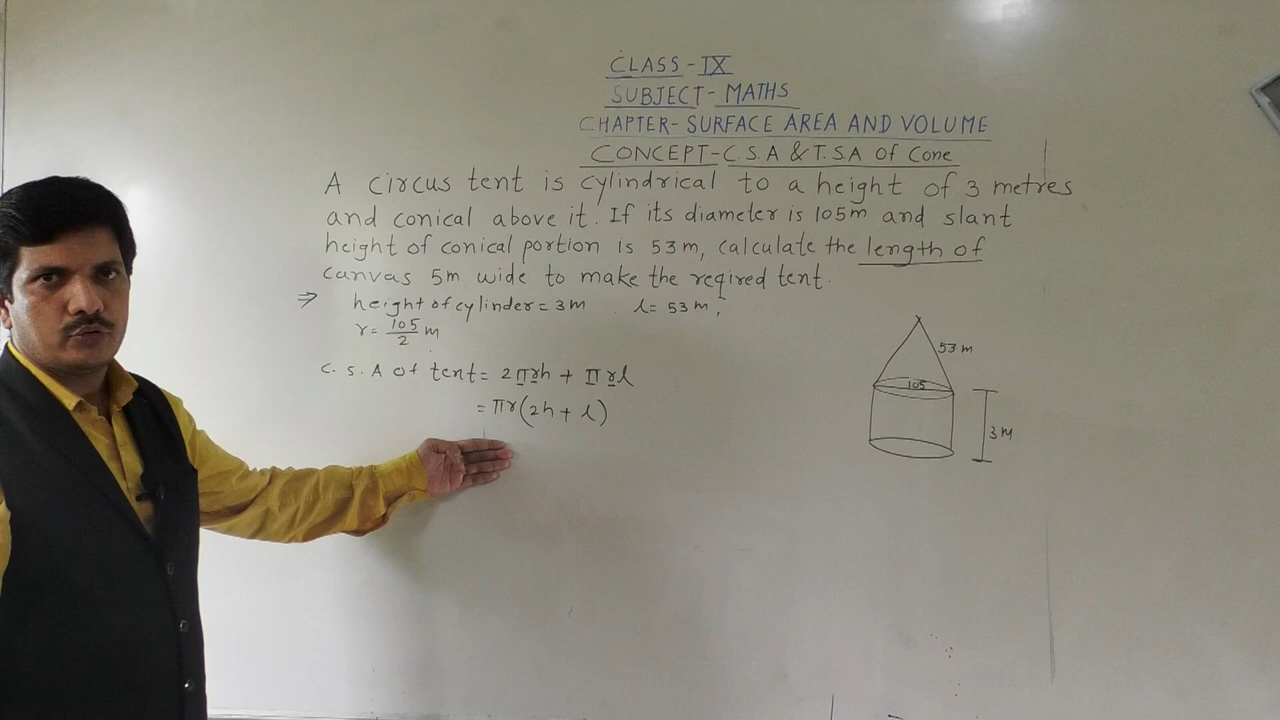 CLASS-IX
SUBJECT- MATHS
CHAPTER- SURFACE AREA AND VOLUME
CONCEPT-C.S.A & T.S.A Of Cone
A circus tent is cylindrical to a height of 3 metres
and conical above it. If its diameter is 105m and slant
height of conical portion is 53m, calculate the length of
canvas 5m wide to make the reqired tent.
⇒ height of cylinder = 3m l = 53m,
r = 105/2 m
C.S.A of tent = 2πrh + πrl
= πr(2h + l)
53m
105
3m